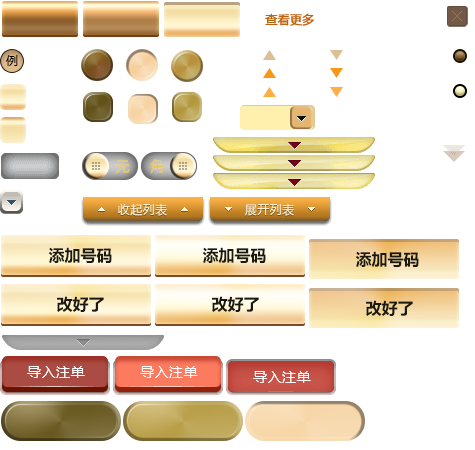 查看更多
例
元 角
收起列表 展开列表
添加号码 添加号码 添加号码
改好了 改好了 改好了
导入注单 导入注单 导入注单